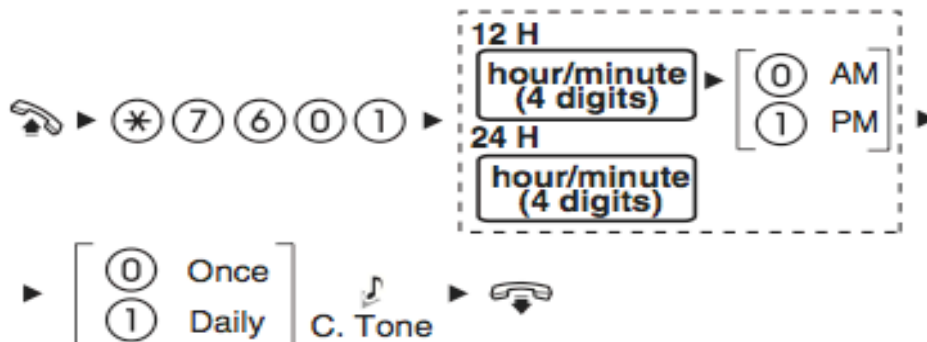 12 H
hour/minute
(4 digits)
0 AM
1 PM
*7601
24 H
hour/minute
(4 digits)
0 Once
1 Daily
C. Tone